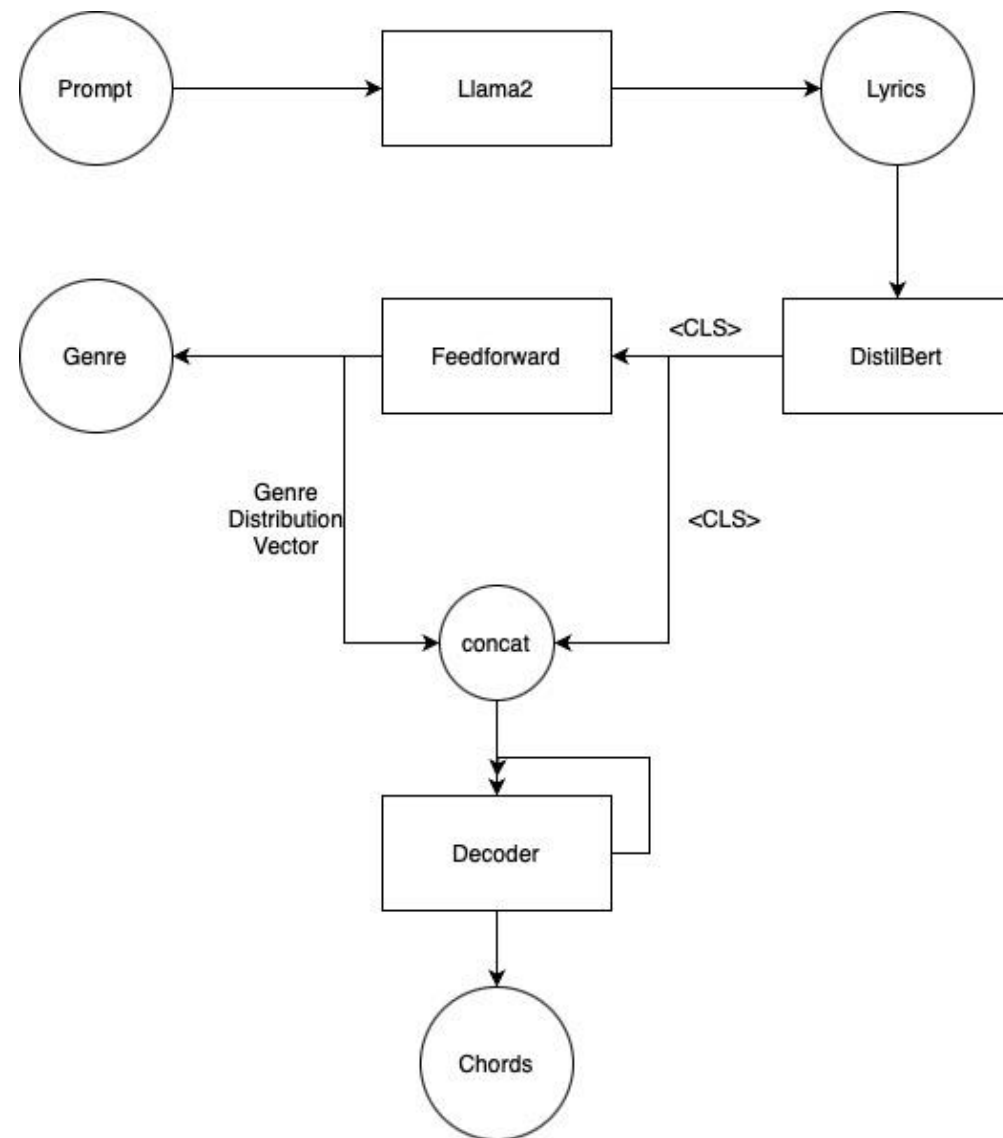 Prompt
Llama2
Lyrics
Genre
Feedforward
<CLS>
DistilBert
Genre
Distribution
Vector
<CLS>
concat
Decoder
Chords